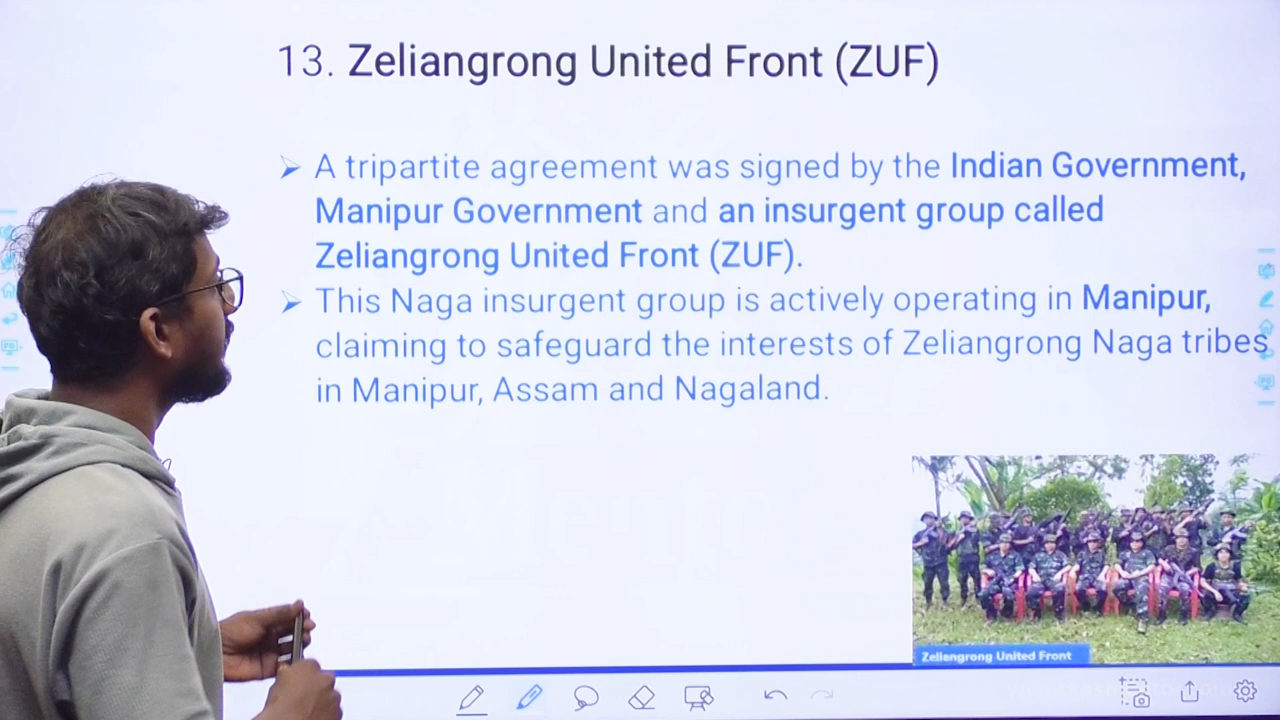 13. Zeliangrong United Front (ZUF)
➢ A tripartite agreement was signed by the Indian Government,
Manipur Government and an insurgent group called
Zeliangrong United Front (ZUF).
➢ This Naga insurgent group is actively operating in Manipur,
claiming to safeguard the interests of Zeliangrong Naga tribes
in Manipur, Assam and Nagaland.
Zeliangrong United Front